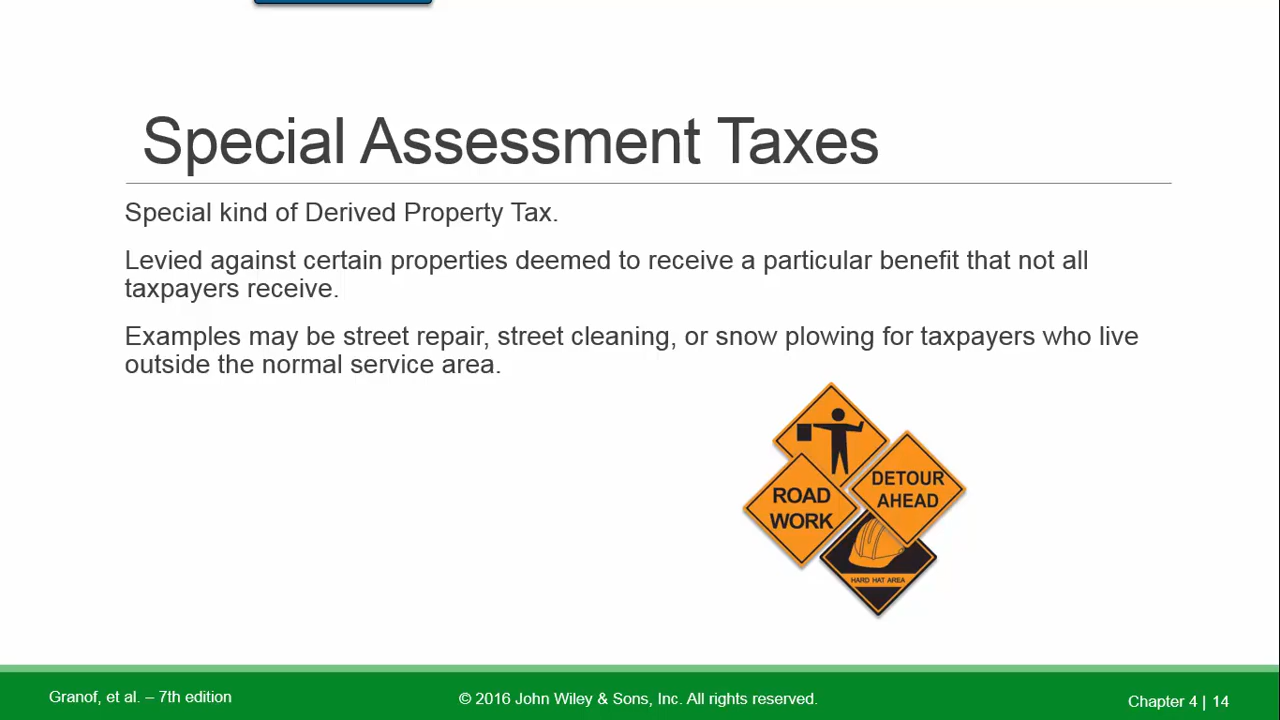 Special Assessment Taxes
Special kind of Derived Property Tax.
Levied against certain properties deemed to receive a particular benefit that not all
taxpayers receive.
Examples may be street repair, street cleaning, or snow plowing for taxpayers who live
outside the normal service area.
ROAD
WORK
DETOUR
AHEAD
HARD HAT AREA
Granof, et al. – 7th edition
© 2016 John Wiley & Sons, Inc. All rights reserved.
Chapter 4 | 14